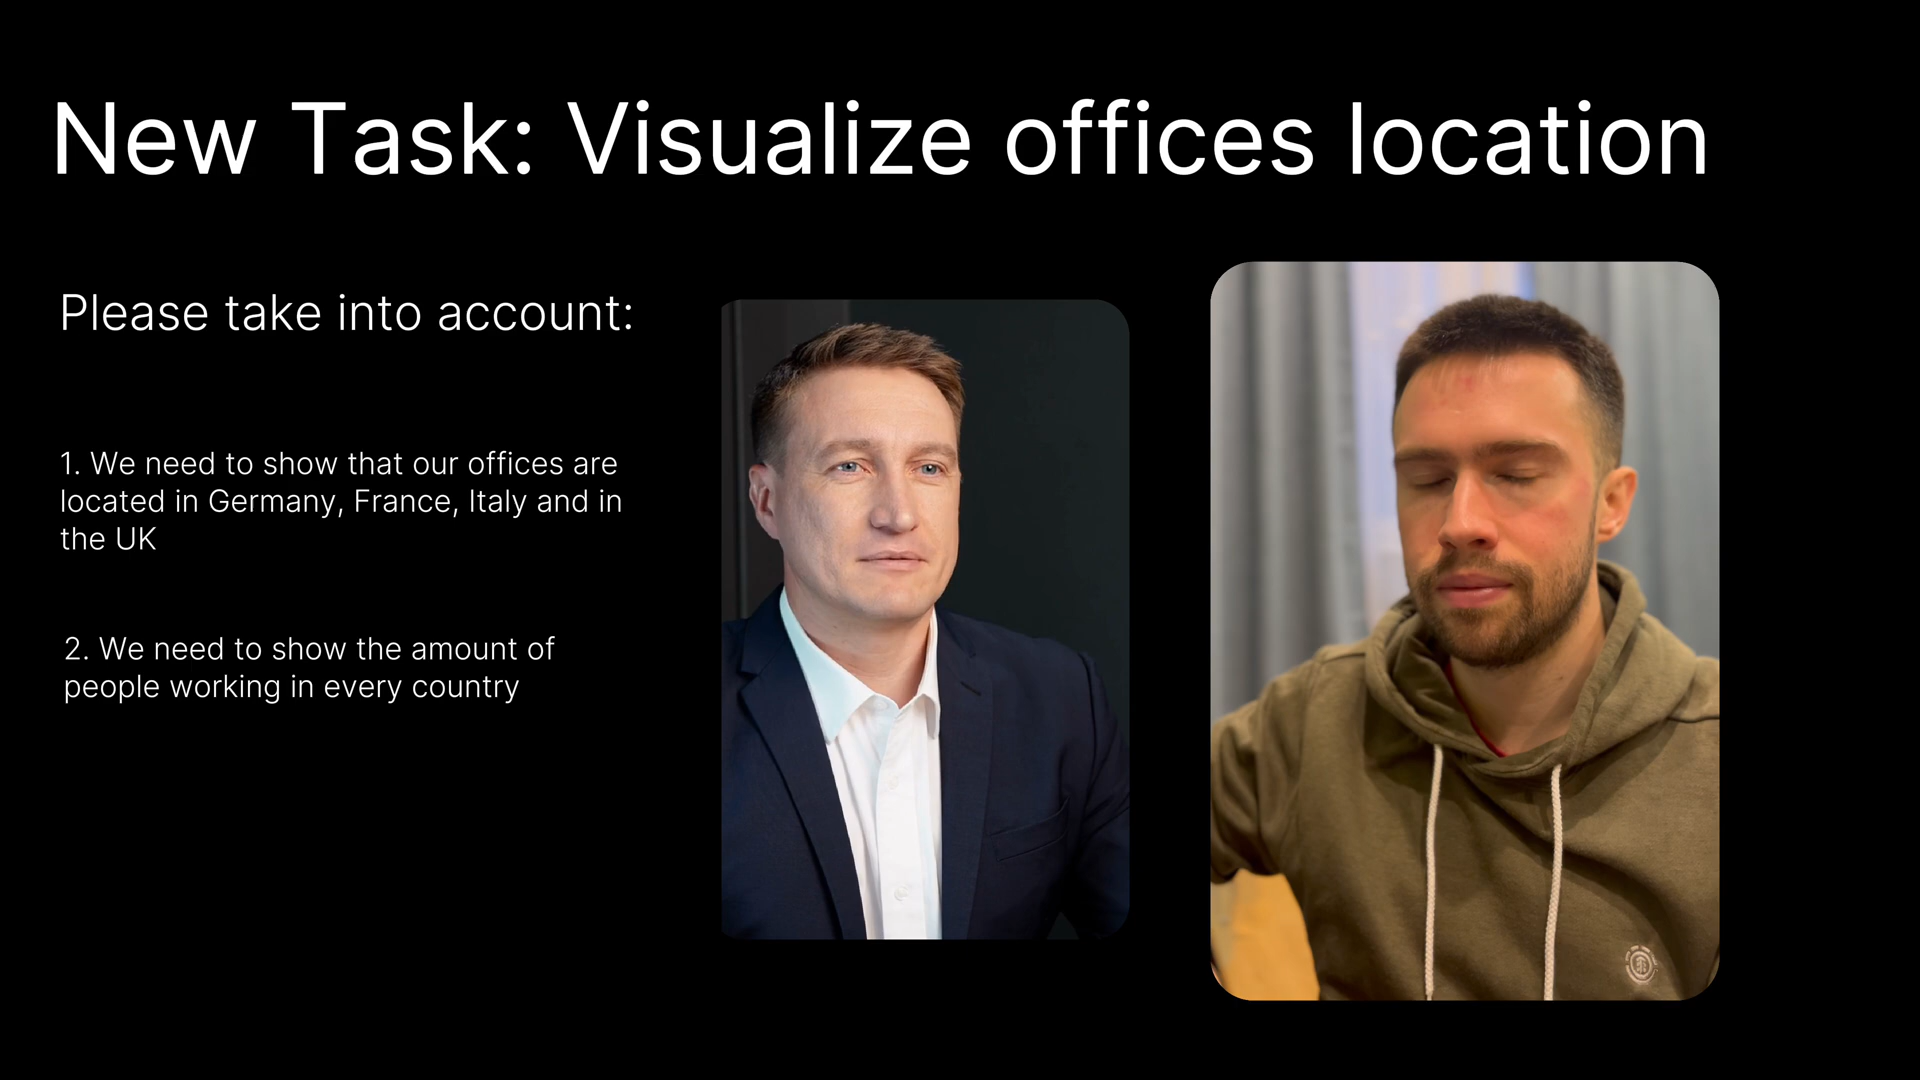 New Task: Visualize offices location
Please take into account:
1. We need to show that our offices are
located in Germany, France, Italy and in
the UK
2. We need to show the amount of
people working in every country